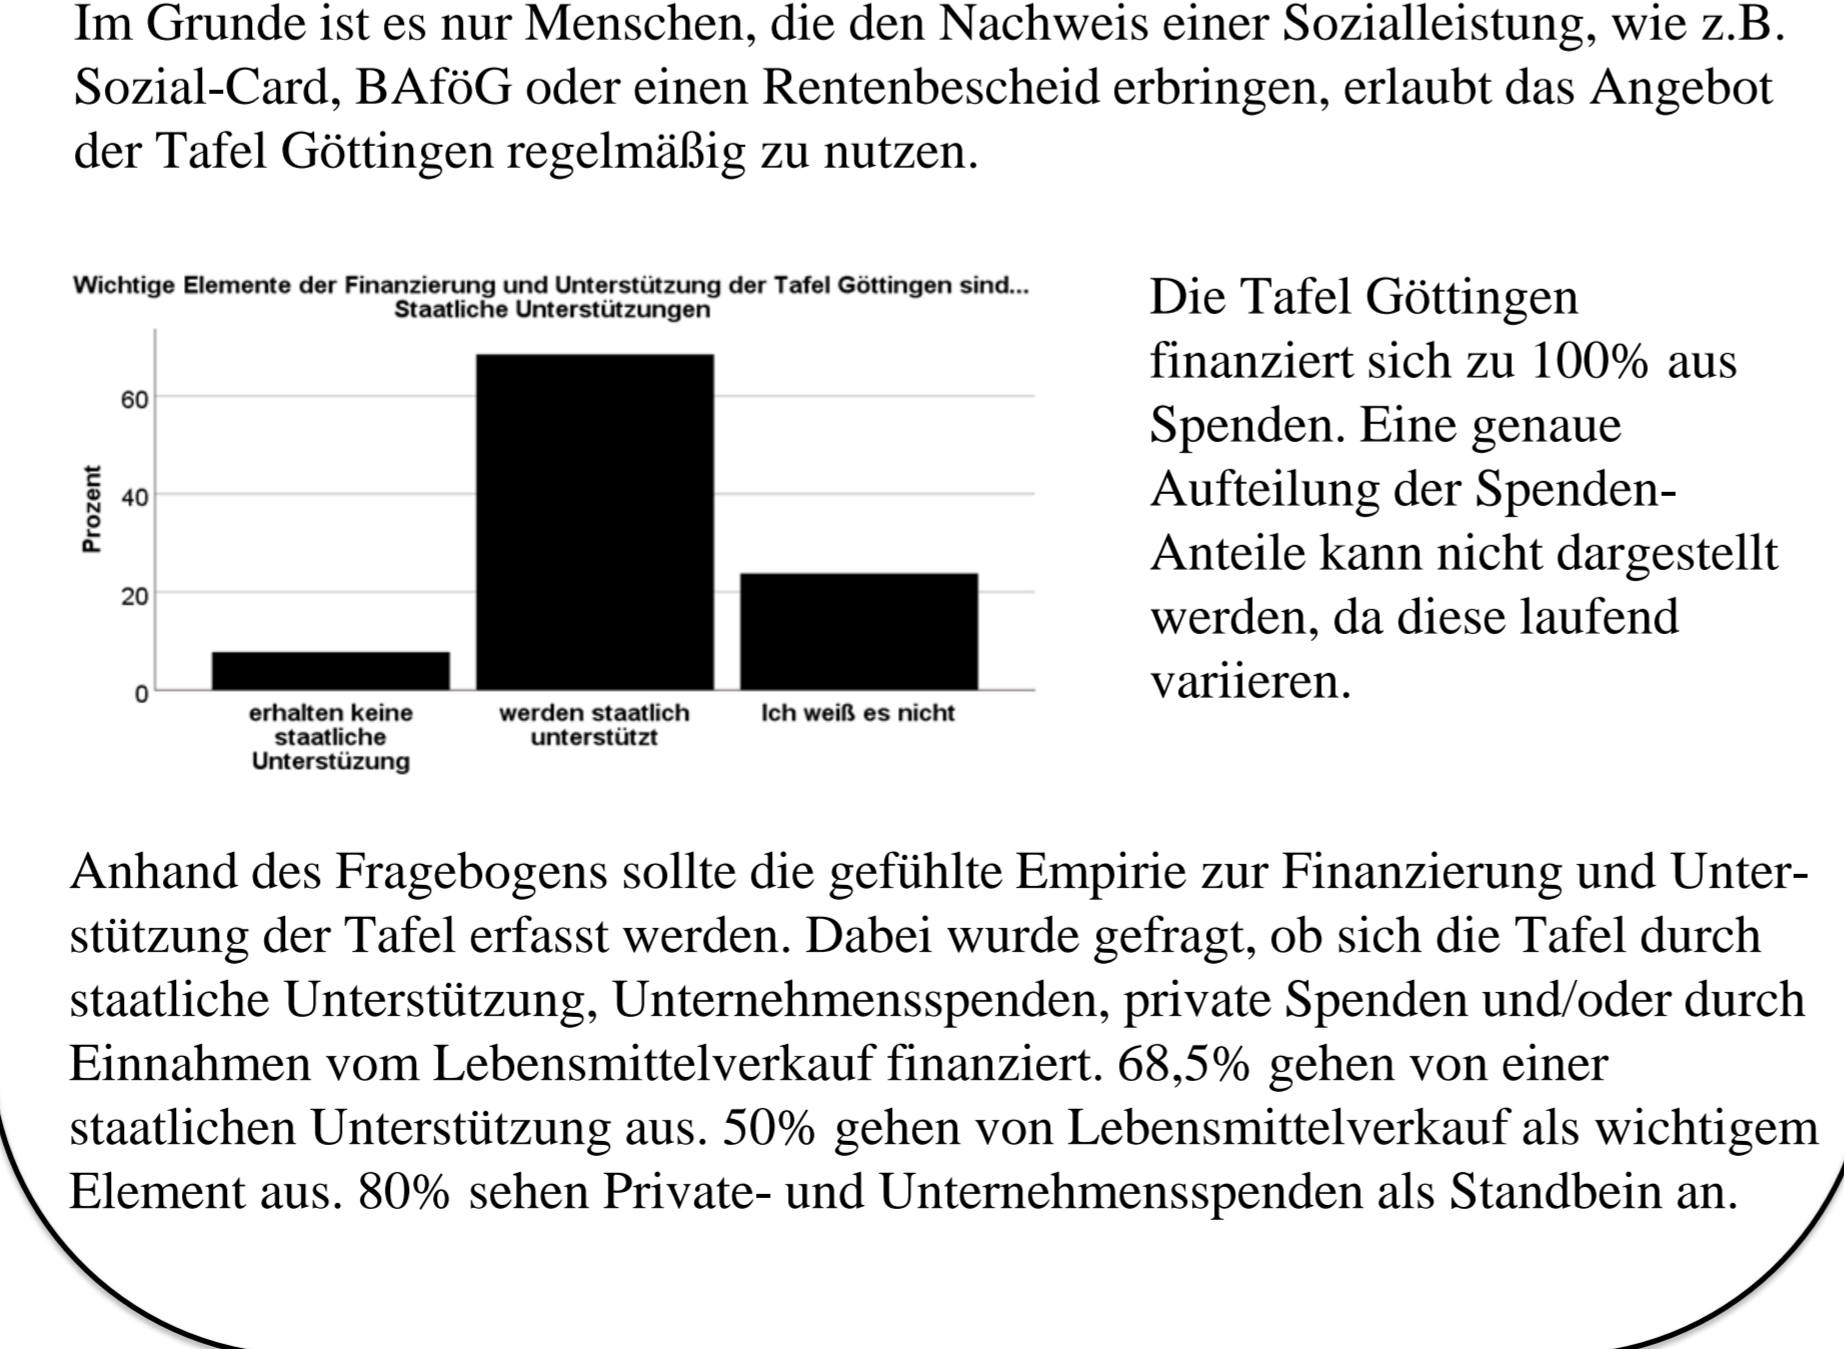 Im Grunde ist es nur Menschen, die den Nachweis einer Sozialleistung, wie z.B.
Sozial-Card, BAföG oder einen Rentenbescheid erbringen, erlaubt das Angebot
der Tafel Göttingen regelmäßig zu nutzen.
Wichtige Elemente der Finanzierung und Unterstützung der Tafel Göttingen sind...
Staatliche Unterstützungen
Prozent
60
40
20
0
erhalten keine
staatliche
Unterstüzung
werden staatlich
unterstützt
Ich weiß es nicht
Die Tafel Göttingen
finanziert sich zu 100% aus
Spenden. Eine genaue
Aufteilung der Spenden-
Anteile kann nicht dargestellt
werden, da diese laufend
variieren.
Anhand des Fragebogens sollte die gefühlte Empirie zur Finanzierung und Unter-
stützung der Tafel erfasst werden. Dabei wurde gefragt, ob sich die Tafel durch
staatliche Unterstützung, Unternehmensspenden, private Spenden und/oder durch
Einnahmen vom Lebensmittelverkauf finanziert. 68,5% gehen von einer
staatlichen Unterstützung aus. 50% gehen von Lebensmittelverkauf als wichtigem
Element aus. 80% sehen Private- und Unternehmensspenden als Standbein an.